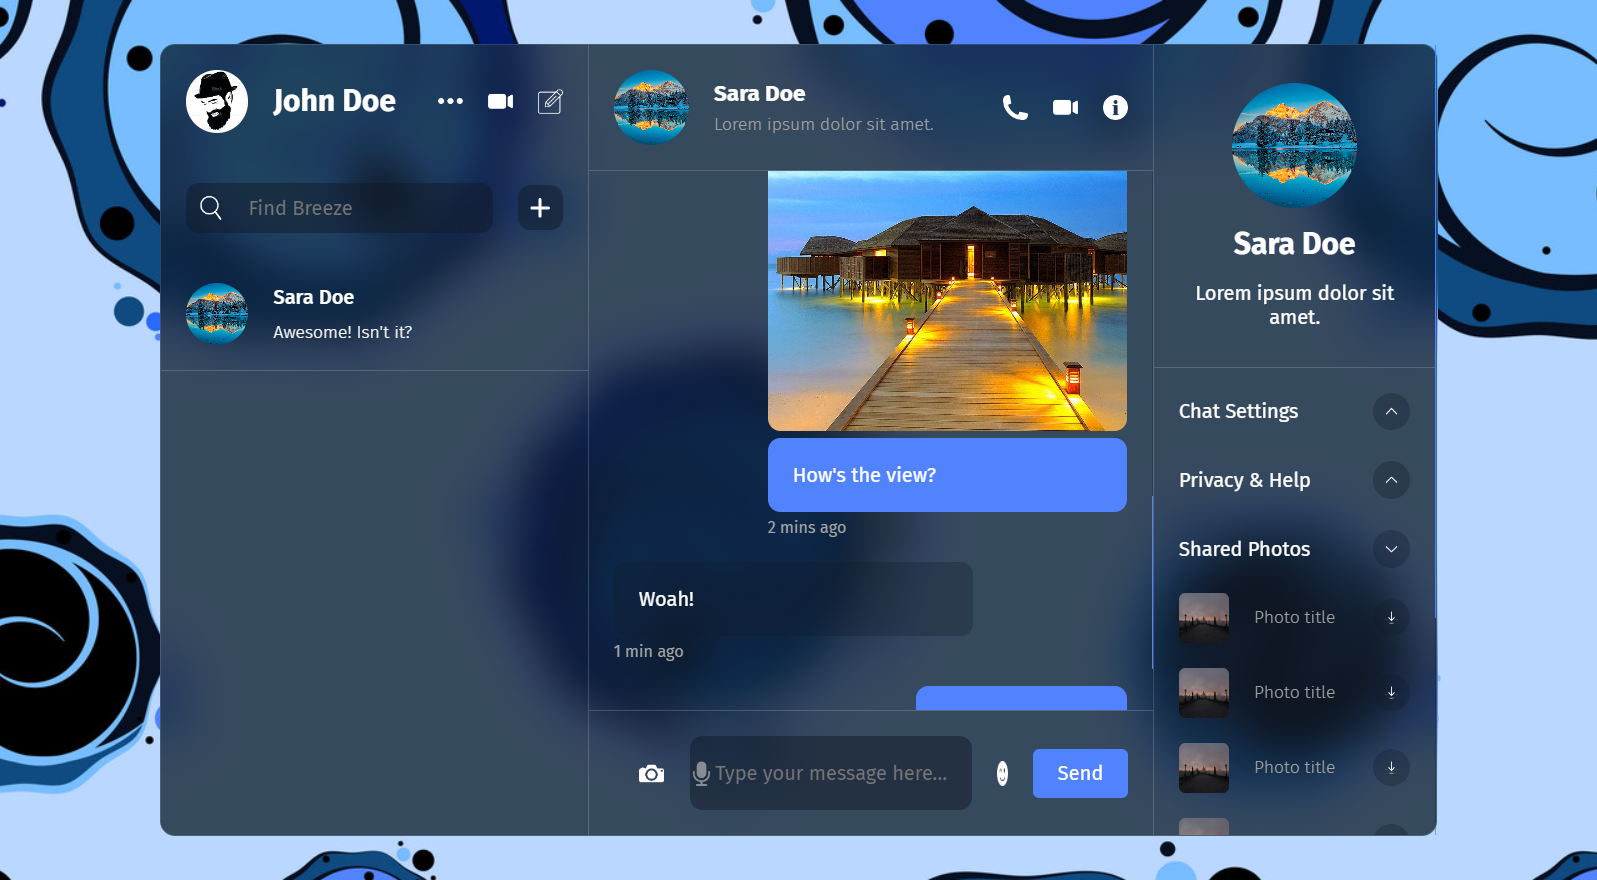 John Doe
Find Breeze
Sara Doe
Awesome! Isn't it?
Sara Doe
Lorem ipsum dolor sit amet.
How's the view?
2 mins ago
Woah!
1 min ago
Type your message here...
Send
Sara Doe
Lorem ipsum dolor sit
amet.
Chat Settings
Privacy & Help
Shared Photos
Photo title
Photo title
Photo title